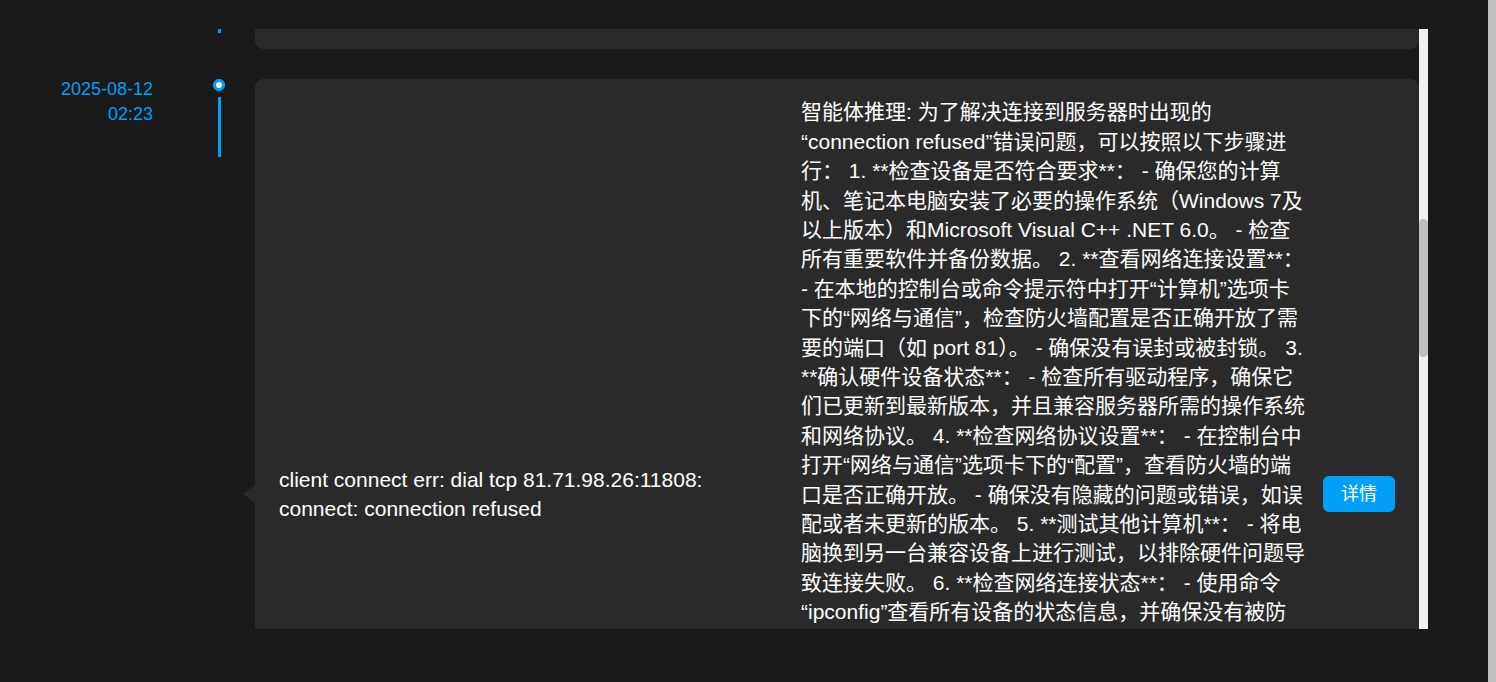 2025-08-12
02:23
智能体推理: 为了解决连接到服务器时出现的
“connection refused”错误问题，可以按照以下步骤进
行： 1. **检查设备是否符合要求**： - 确保您的计算
机、笔记本电脑安装了必要的操作系统（Windows 7及
以上版本）和Microsoft Visual C++ .NET 6.0。 - 检查
所有重要软件并备份数据。 2. **查看网络连接设置**：
- 在本地的控制台或命令提示符中打开“计算机”选项卡
下的“网络与通信”，检查防火墙配置是否正确开放了需
要的端口（如 port 81）。 - 确保没有误封或被封锁。 3.
**确认硬件设备状态**： - 检查所有驱动程序，确保它
们已更新到最新版本，并且兼容服务器所需的操作系统
和网络协议。 4. **检查网络协议设置**： - 在控制台中
打开“网络与通信”选项卡下的“配置”，查看防火墙的端
口是否正确开放。 - 确保没有隐藏的问题或错误，如误
配或者未更新的版本。 5. **测试其他计算机**： - 将电
脑换到另一台兼容设备上进行测试，以排除硬件问题导
致连接失败。 6. **检查网络连接状态**： - 使用命令
“ipconfig”查看所有设备的状态信息，并确保没有被防
client connect err: dial tcp 81.71.98.26:11808:
connect: connection refused
详情